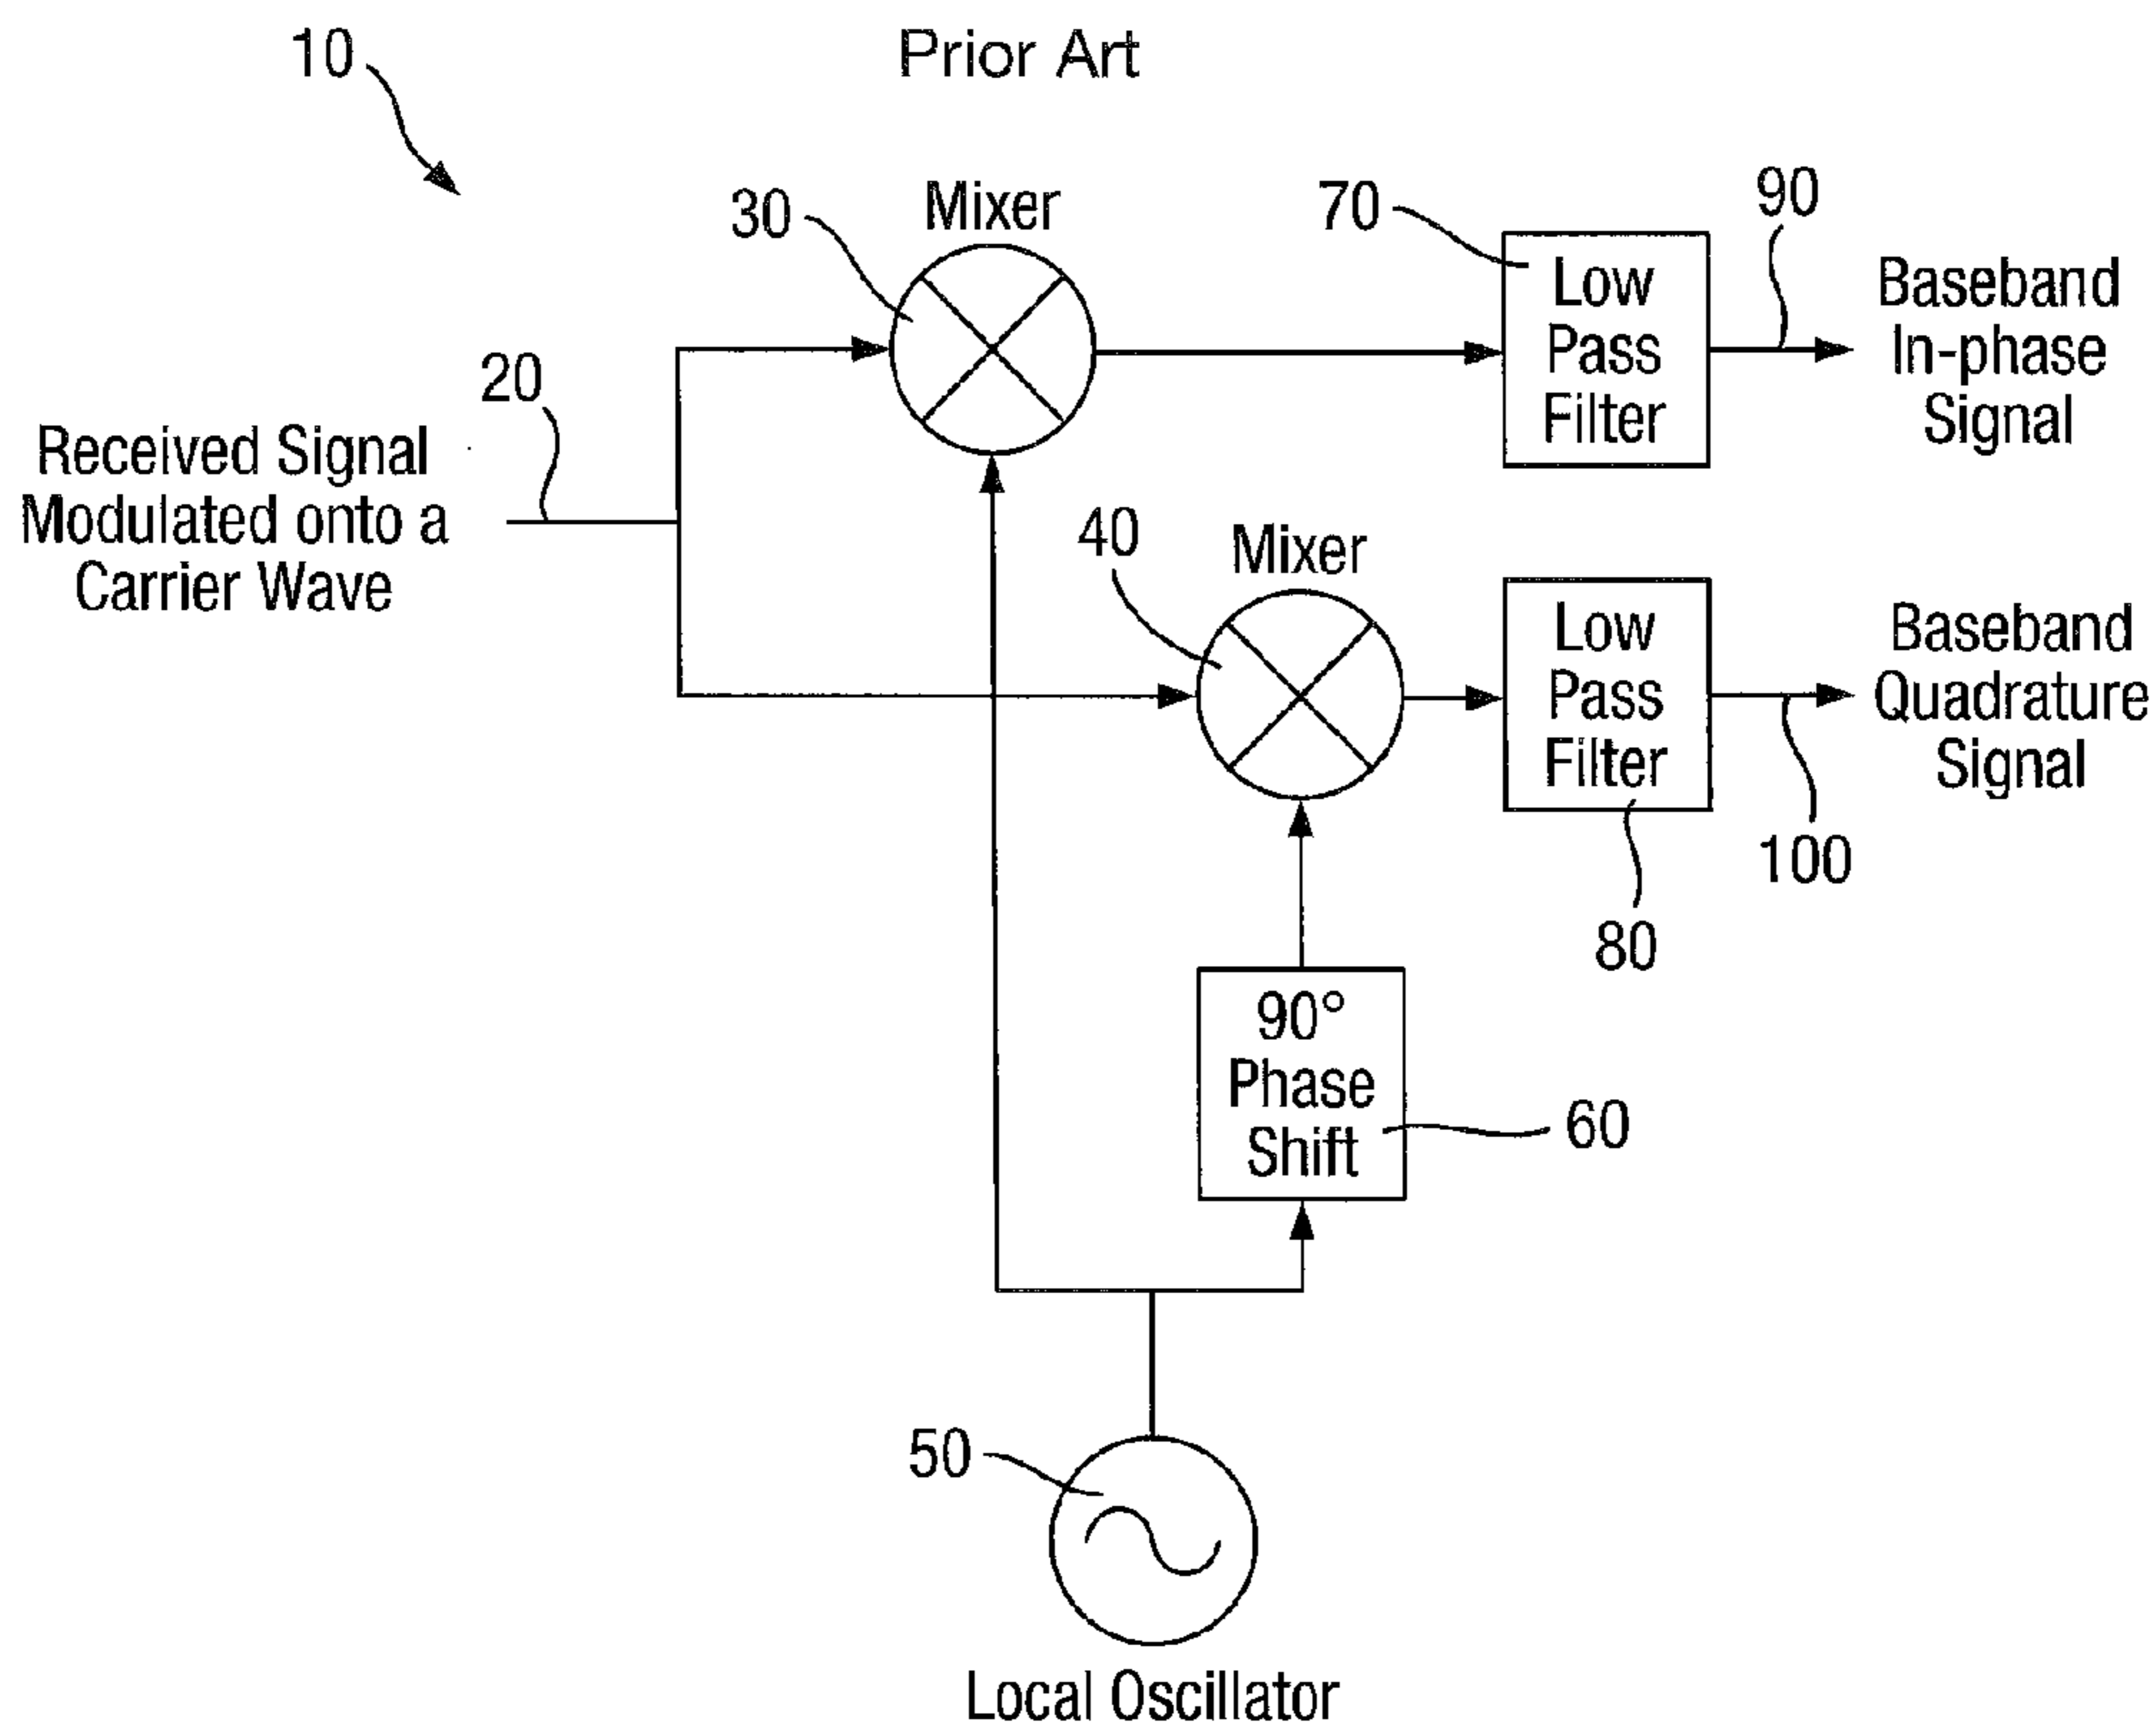 10
Prior Art
30
Mixer
70
Low
Pass
Filter
90
Baseband
In-phase
Signal
20
Received Signal
Modulated onto a
Carrier Wave
40
Mixer
Low
Pass
Filter
80
Baseband
Quadrature
Signal
100
90°
Phase
Shift
60
50
Local Oscillator